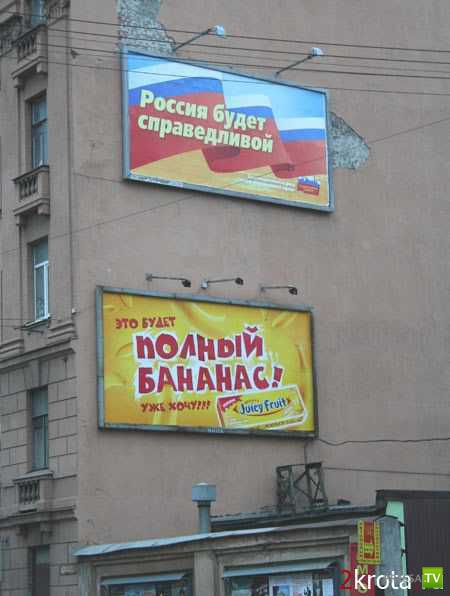 Россия будет
справедливой
ЭТО БУДЕТ
ПОЛНЫЙ
БАНАНАС!
УЖЕ ХОЧУ???
Juicy Fruit
2krota
.TV